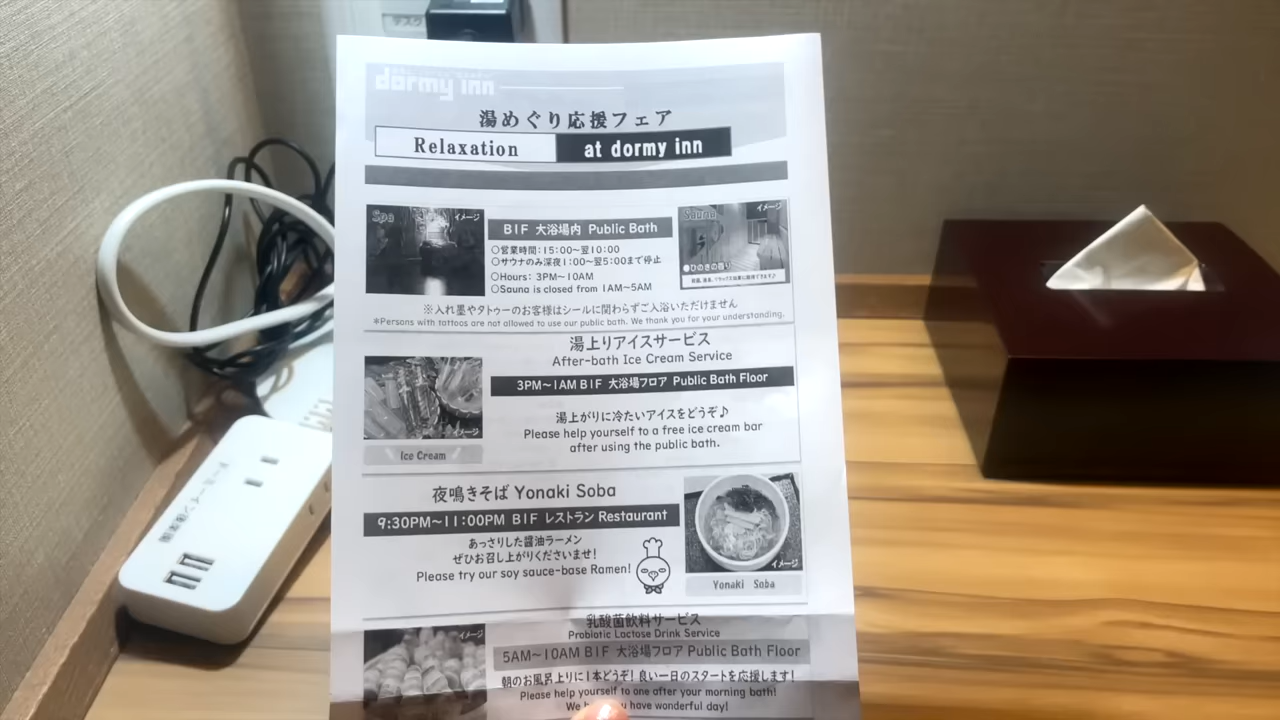 デスク
dormy inn
湯めぐり応援フェア
Relaxation at dormy inn
Spa
イメージ
B1F 大浴場内 Public Bath
○営業時間:15:00~翌10:00
○サウナのみ深夜1:00~翌5:00まで停止
○Hours: 3PM~10AM
○Sauna is closed from 1AM~5AM
Sauna
イメージ
●ひのきの香り
※入れ墨やタトゥーのお客様はシールに関わらずご入浴いただけません
*Persons with tattoos are not allowed to use our public bath. We thank you for your understanding.
湯上りアイスサービス
After-bath Ice Cream Service
3PM~1AM B1F 大浴場フロア Public Bath Floor
イメージ
Ice Cream
湯上がりに冷たいアイスをどうぞ♪
Please help yourself to a free ice cream bar
after using the public bath.
夜鳴きそば Yonaki Soba
9:30PM~11:00PM B1F レストラン Restaurant
あっさりした醤油ラーメン
ぜひお召し上がりくださいませ!
Please try our soy sauce-base Ramen!
イメージ
Yonaki Soba
乳酸菌飲料サービス
Probiotic Lactose Drink Service
イメージ
5AM~10AM B1F 大浴場フロア Public Bath Floor
朝のお風呂上りに1本どうぞ! 良い一日のスタートを応援します!
Please help yourself to one after your morning bath!
We you have wonderful day!